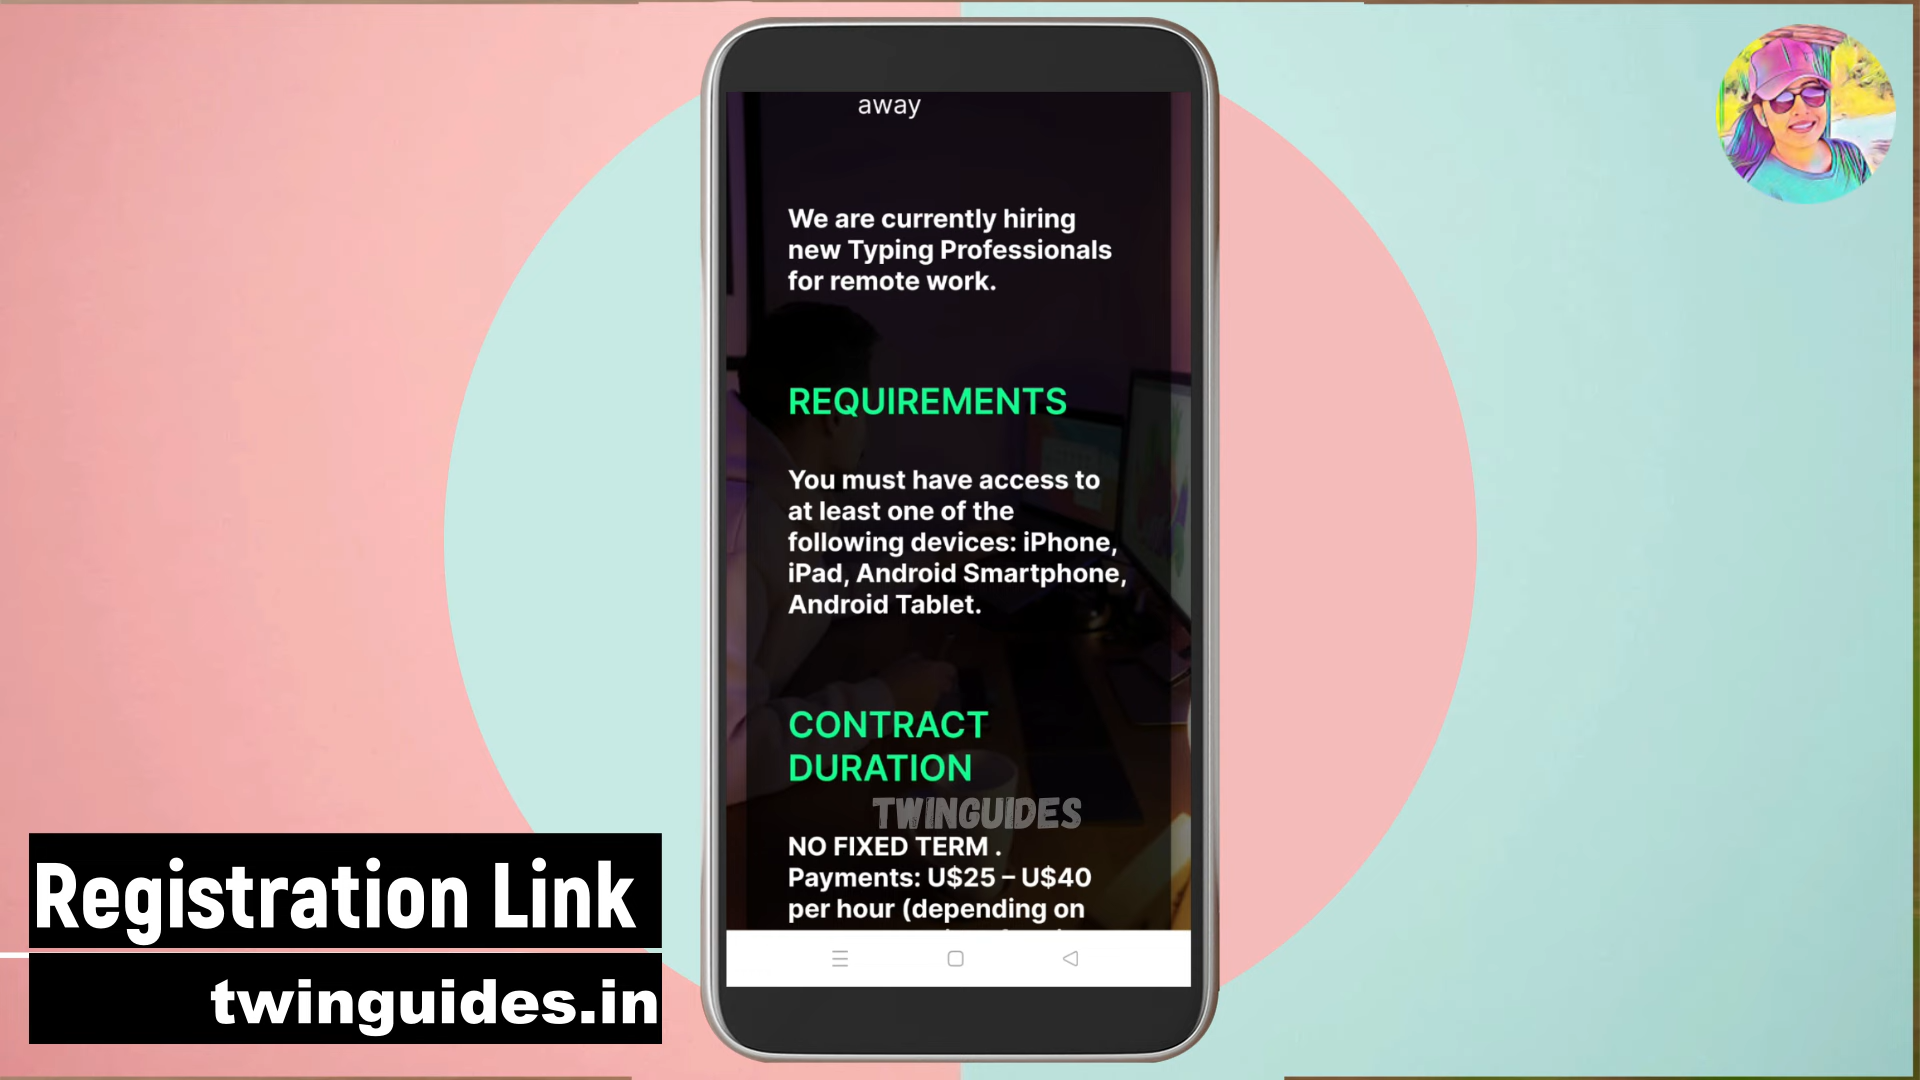 away
We are currently hiring
new Typing Professionals
for remote work.
REQUIREMENTS
You must have access to
at least one of the
following devices: iPhone,
iPad, Android Smartphone,
Android Tablet.
CONTRACT
DURATION
TWINGUIDES
NO FIXED TERM .
Payments: U$25 – U$40
per hour (depending on
Registration Link
twinguides.in